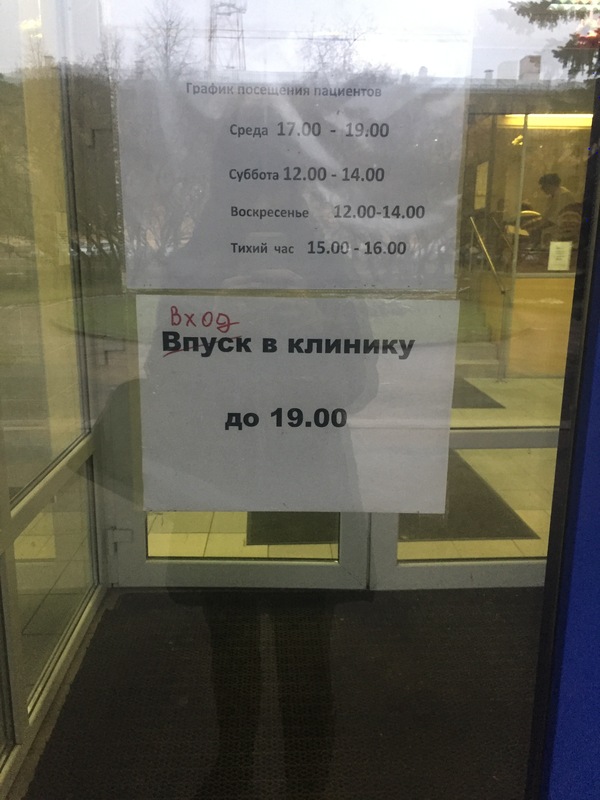 График посещения пациентов
Среда 17.00 - 19.00
Суббота 12.00 - 14.00
Воскресенье 12.00-14.00
Тихий час 15.00 - 16.00
Вход
Впуск в клинику
до 19.00